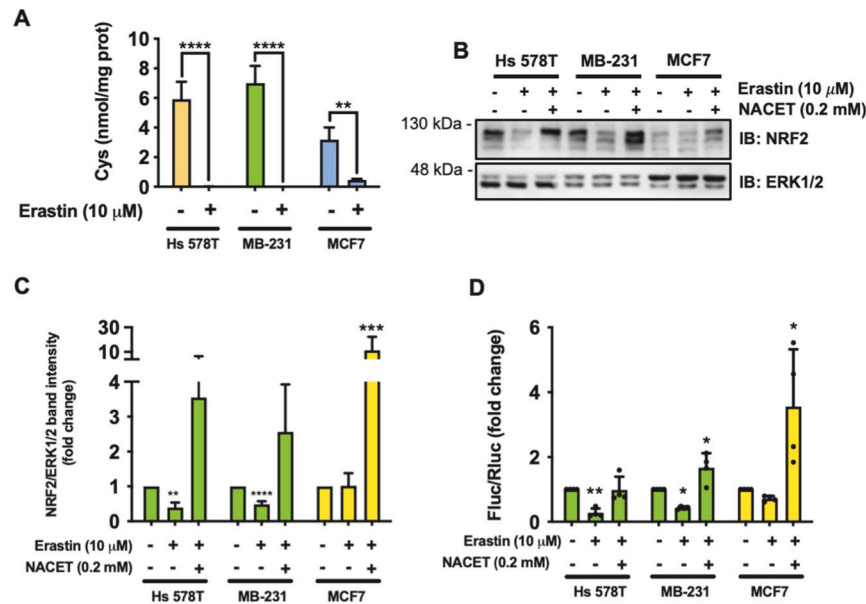 A
Cys (nmol/mg prot)
10
8
6
4
2
0
**** **** **
Erastin (10 μM) - + - + - +
Hs 578T MB-231 MCF7
B
Hs 578T MB-231 MCF7
- + + - + + - + + Erastin (10 μM)
- - + - - + - - + NACET (0.2 mM)
130 kDa - IB: NRF2
48 kDa - IB: ERK1/2
C
NRF2/ERK1/2 band intensity
(fold change)
30
10
4
3
2
1
0
** **** ***
Erastin (10 μM) - + + - + + - + +
NACET (0.2 mM) - - + - - + - - +
Hs 578T MB-231 MCF7
D
Fluc/Rluc (fold change)
6
4
2
0
** * * *
Erastin (10 μM) - + + - + + - + +
NACET (0.2 mM) - - + - - + - - +
Hs 578T MB-231 MCF7